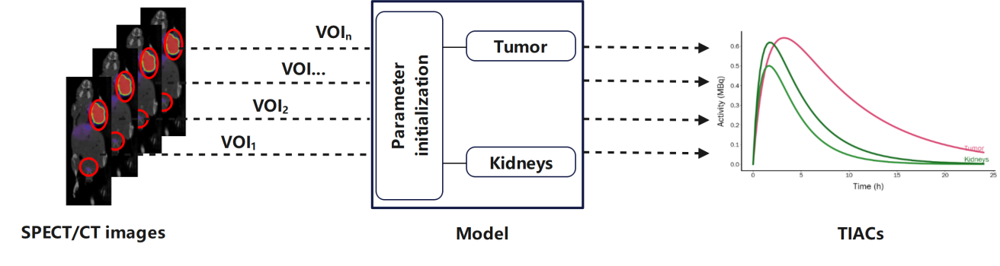 VOIn
VOI...
VOI2
VOI1
SPECT/CT images
Parameter
initialization
Tumor
Kidneys
Model
Activity (MBq)
0.6
0.5
0.4
0.3
0.2
0.1
0.0
Tumor
Kidneys
0
5
10
15
20
25
Time (h)
TIACs